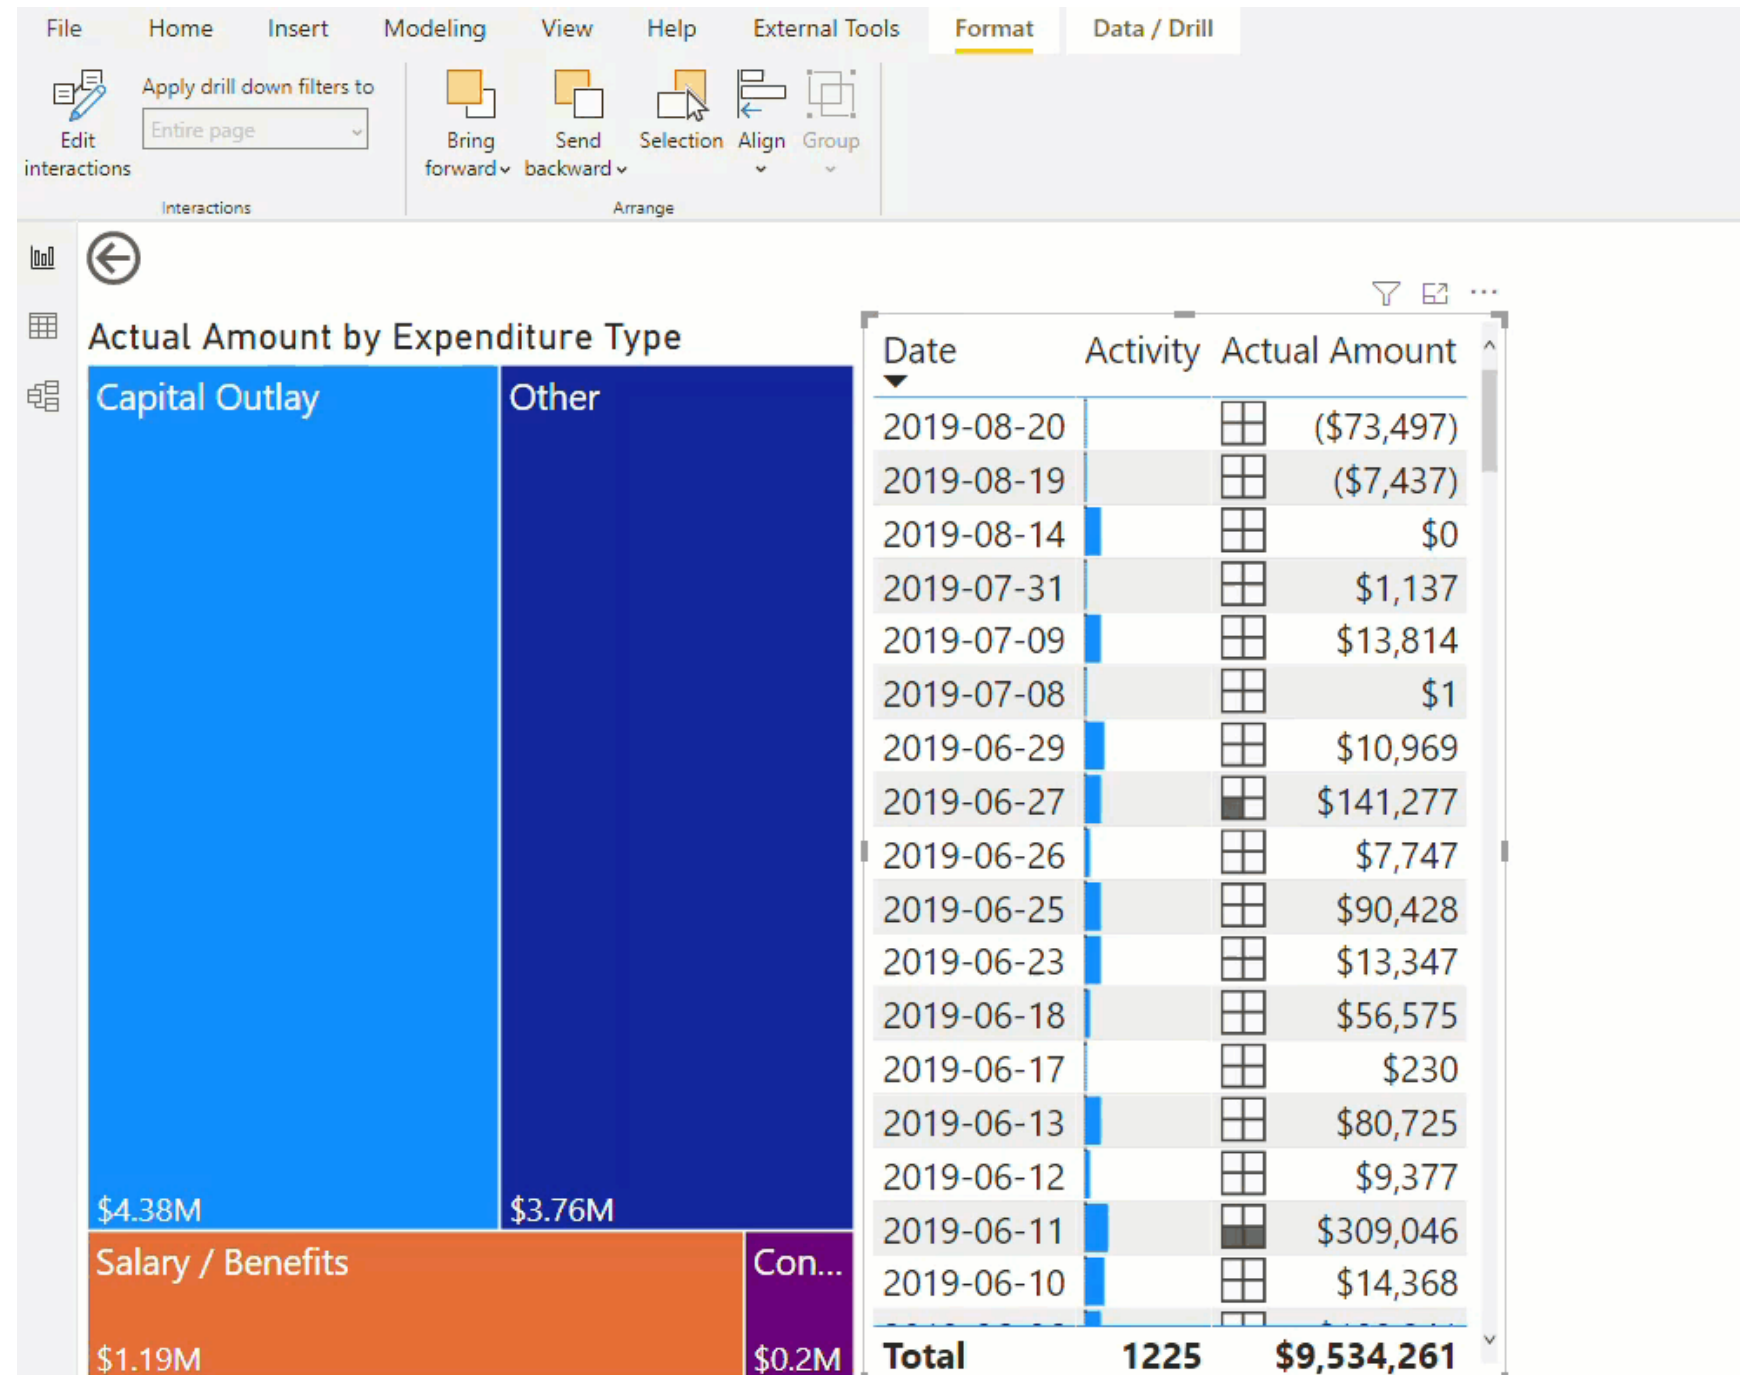 File Home Insert Modeling View Help External Tools Format Data / Drill
Apply drill down filters to
Entire page
Edit interactions
Bring forward
Send backward
Selection
Align
Group
Interactions
Arrange
Actual Amount by Expenditure Type
Capital Outlay
$4.38M
Other
$3.76M
Salary / Benefits
$1.19M
Con...
$0.2M
Date Activity Actual Amount
2019-08-20 ($73,497)
2019-08-19 ($7,437)
2019-08-14 $0
2019-07-31 $1,137
2019-07-09 $13,814
2019-07-08 $1
2019-06-29 $10,969
2019-06-27 $141,277
2019-06-26 $7,747
2019-06-25 $90,428
2019-06-23 $13,347
2019-06-18 $56,575
2019-06-17 $230
2019-06-13 $80,725
2019-06-12 $9,377
2019-06-11 $309,046
2019-06-10 $14,368
Total 1225 $9,534,261